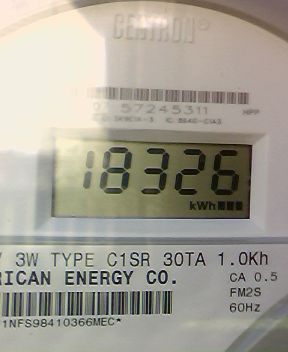 CENTRON®
57245311 HPP
18326
kWh
3W TYPE C1SR 30TA 1.0Kh
RICAN ENERGY CO. CA 0.5
FM2S
60Hz
1NFS98410366MEC*